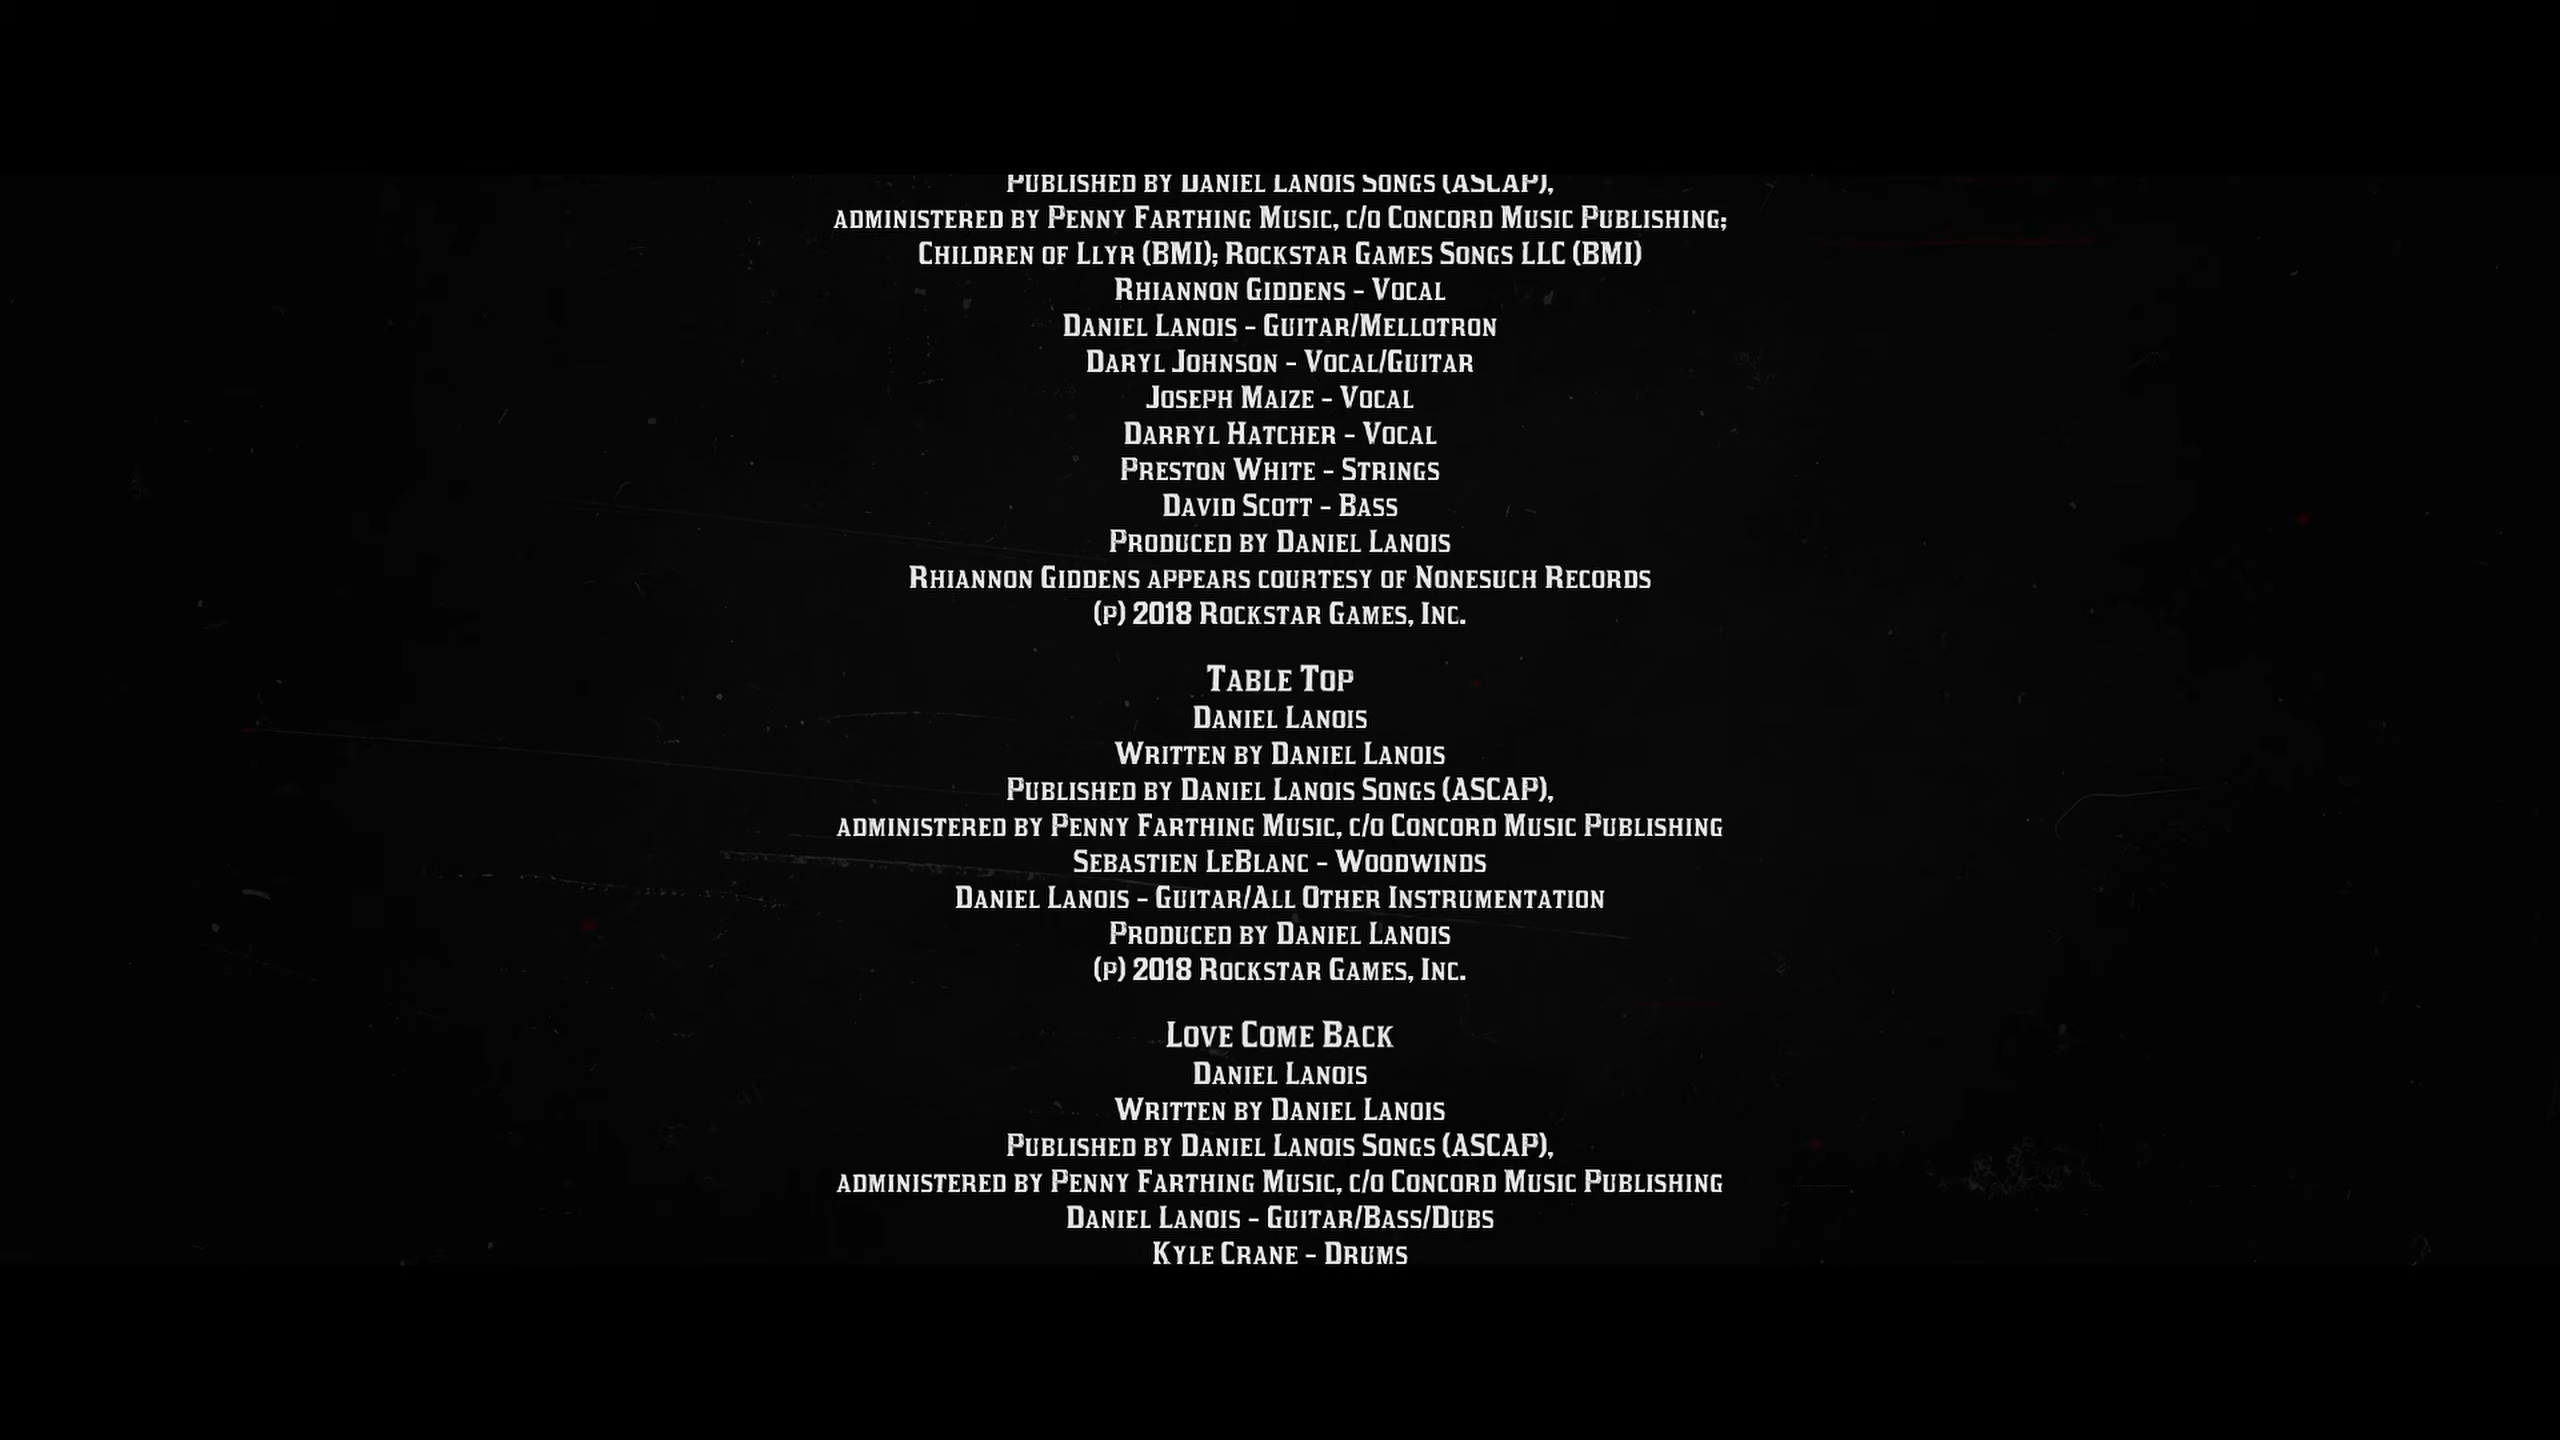 Published by Daniel Lanois Songs (ASCAP),
administered by Penny Farthing Music, c/o Concord Music Publishing;
Children of Llyr (BMI); Rockstar Games Songs LLC (BMI)
Rhiannon Giddens - Vocal
Daniel Lanois - Guitar/Mellotron
Daryl Johnson - Vocal/Guitar
Joseph Maize - Vocal
Darryl Hatcher - Vocal
Preston White - Strings
David Scott - Bass
Produced by Daniel Lanois
Rhiannon Giddens appears courtesy of Nonesuch Records
(p) 2018 Rockstar Games, Inc.
Table Top
Daniel Lanois
Written by Daniel Lanois
Published by Daniel Lanois Songs (ASCAP),
administered by Penny Farthing Music, c/o Concord Music Publishing
Sebastien LeBlanc - Woodwinds
Daniel Lanois - Guitar/All Other Instrumentation
Produced by Daniel Lanois
(p) 2018 Rockstar Games, Inc.
Love Come Back
Daniel Lanois
Written by Daniel Lanois
Published by Daniel Lanois Songs (ASCAP),
administered by Penny Farthing Music, c/o Concord Music Publishing
Daniel Lanois - Guitar/Bass/Dubs
Kyle Crane - Drums